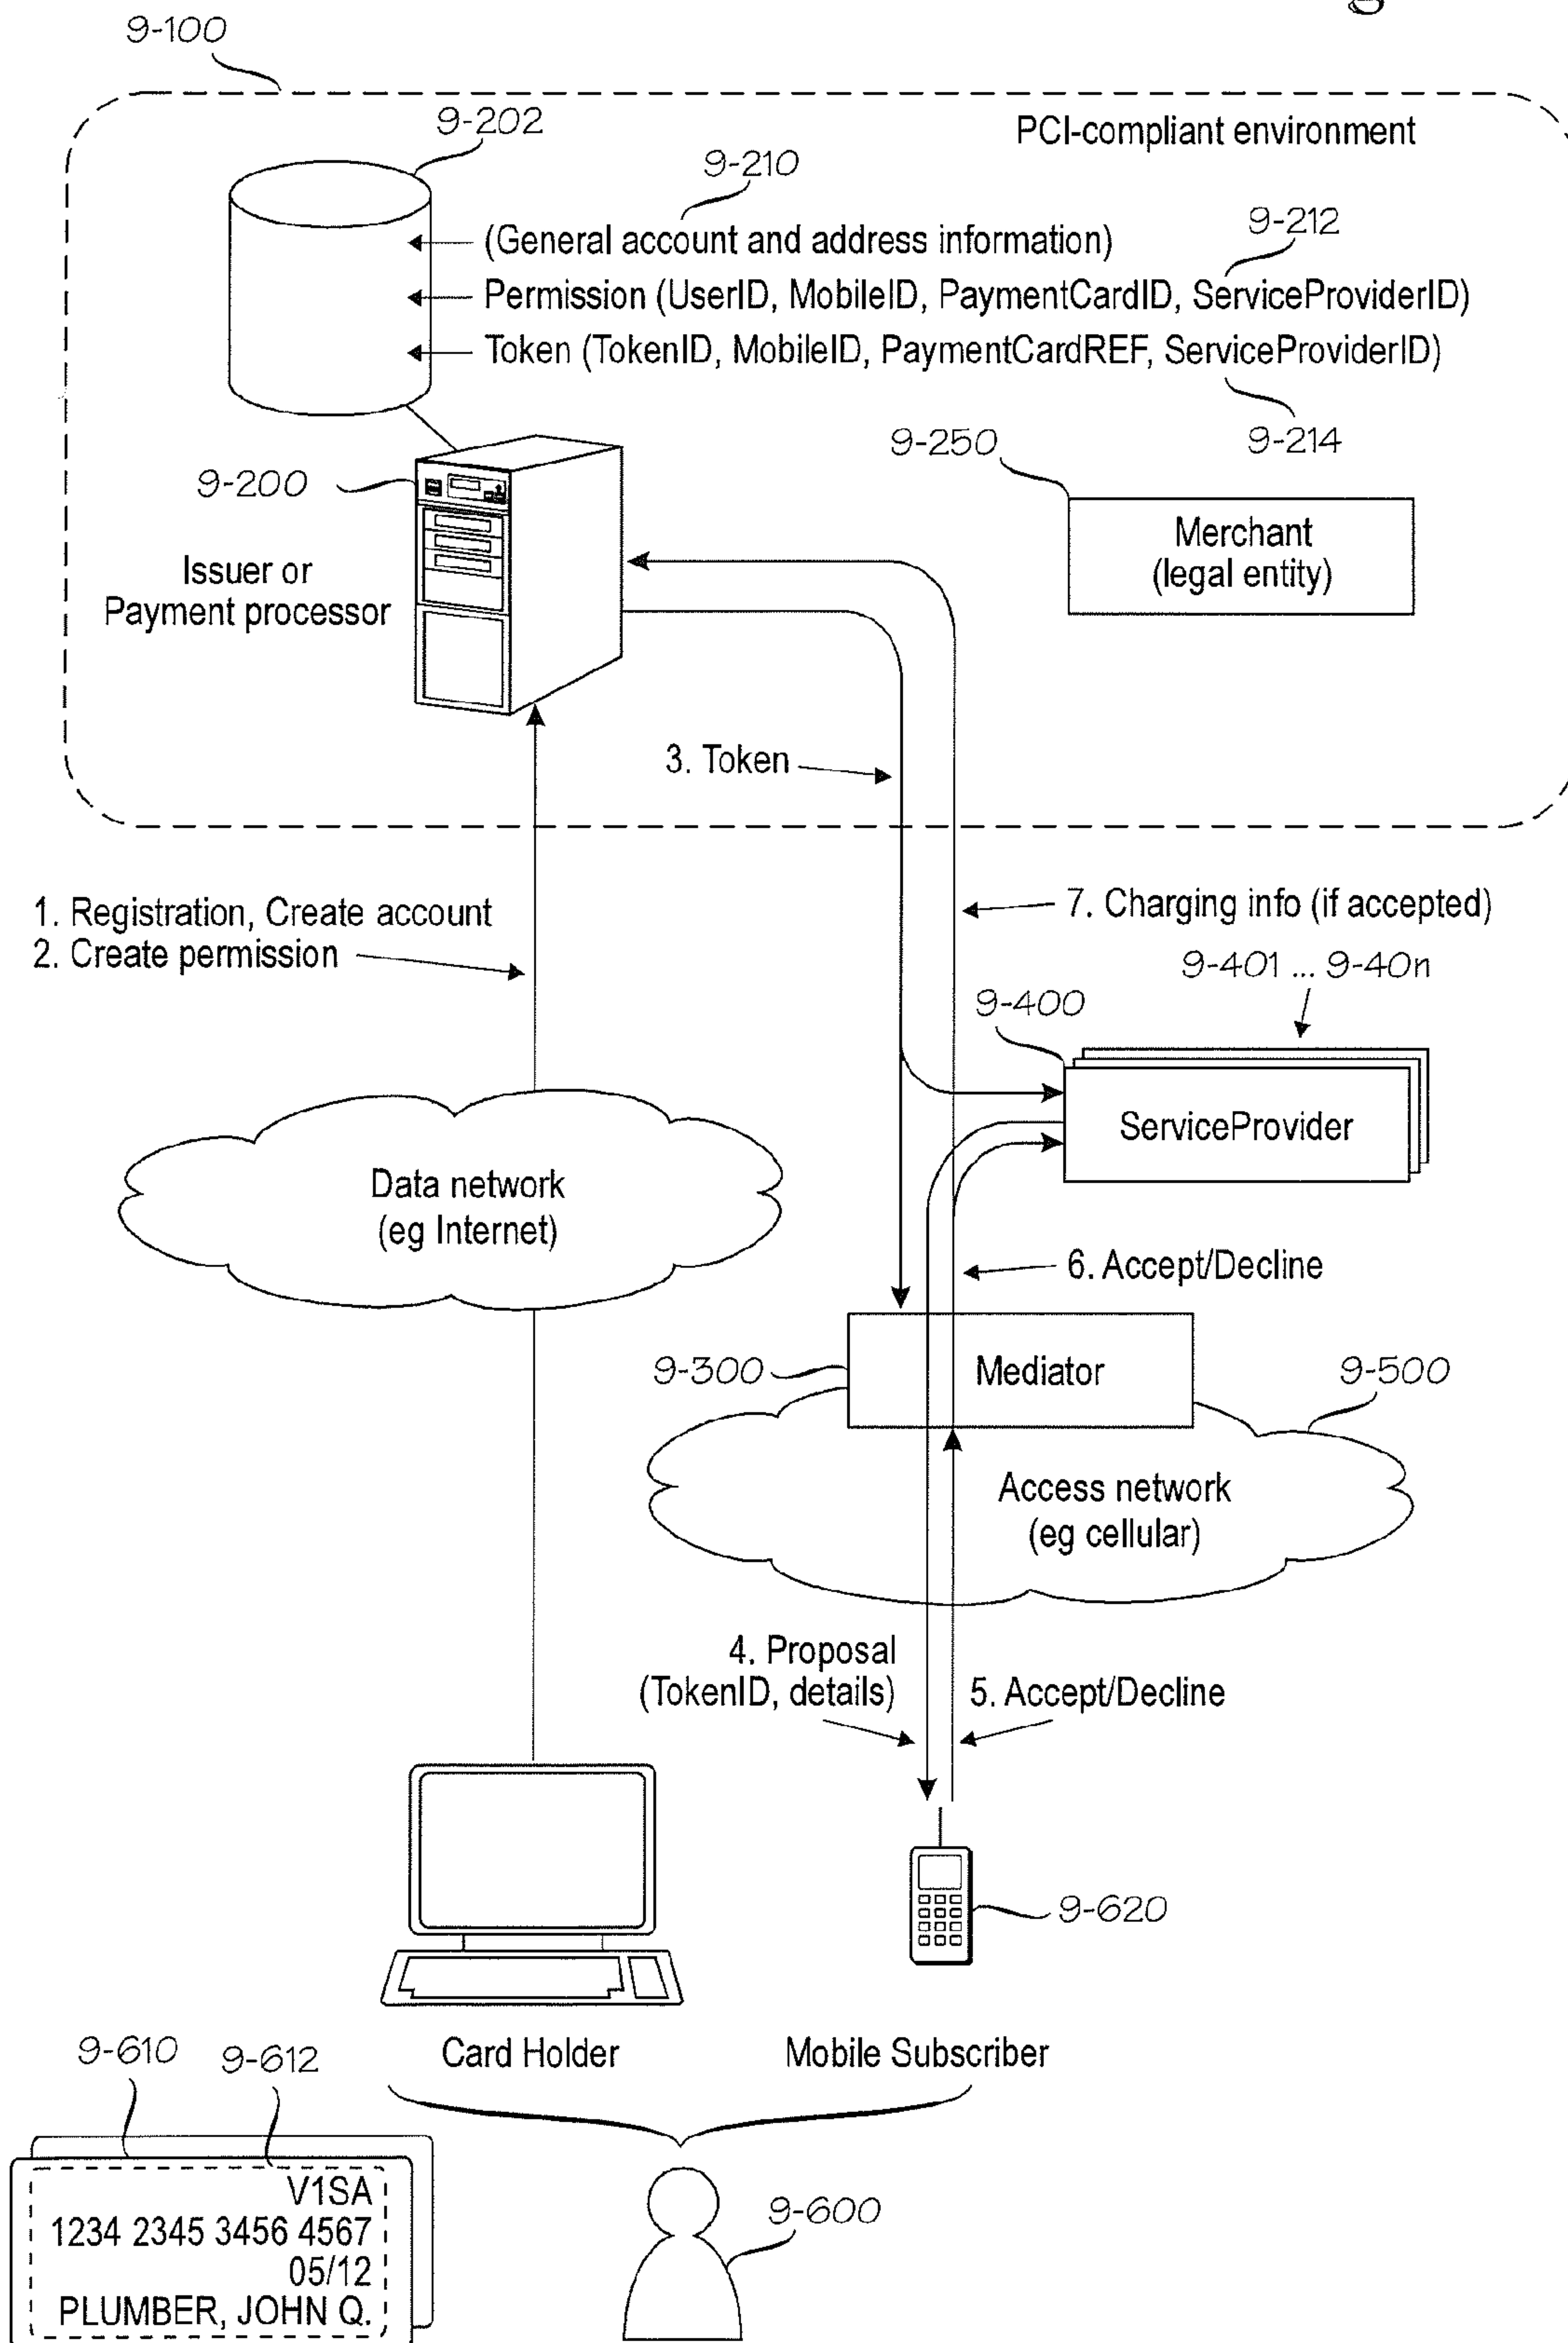 9-100
9-202
PCI-compliant environment
9-210
(General account and address information)
9-212
Permission (UserID, MobileID, PaymentCardID, ServiceProviderID)
Token (TokenID, MobileID, PaymentCardREF, ServiceProviderID)
9-214
9-250
9-200
Merchant
(legal entity)
Issuer or
Payment processor
3. Token
1. Registration, Create account
2. Create permission
7. Charging info (if accepted)
9-401 ... 9-40n
9-400
ServiceProvider
Data network
(eg Internet)
6. Accept/Decline
9-300
Mediator
9-500
Access network
(eg cellular)
4. Proposal
(TokenID, details)
5. Accept/Decline
9-620
9-610
9-612
Card Holder
Mobile Subscriber
V1SA
1234 2345 3456 4567
05/12
PLUMBER, JOHN Q.
9-600